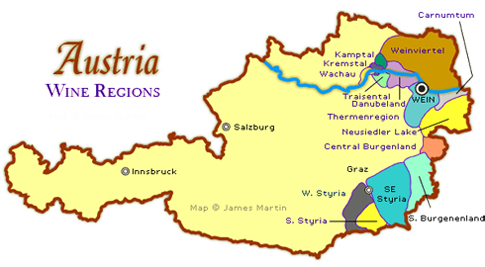 Austria
WINE REGIONS
Carnumtum
Weinviertel
Kamptal
Kremstal
Wachau
Traisental
Danubeland
WEIN
Thermenregion
Neusiedler Lake
Central Burgenland
Salzburg
Innsbruck
Graz
W. Styria
SE
Styria
S. Styria
S. Burgenenland
Map © James Martin